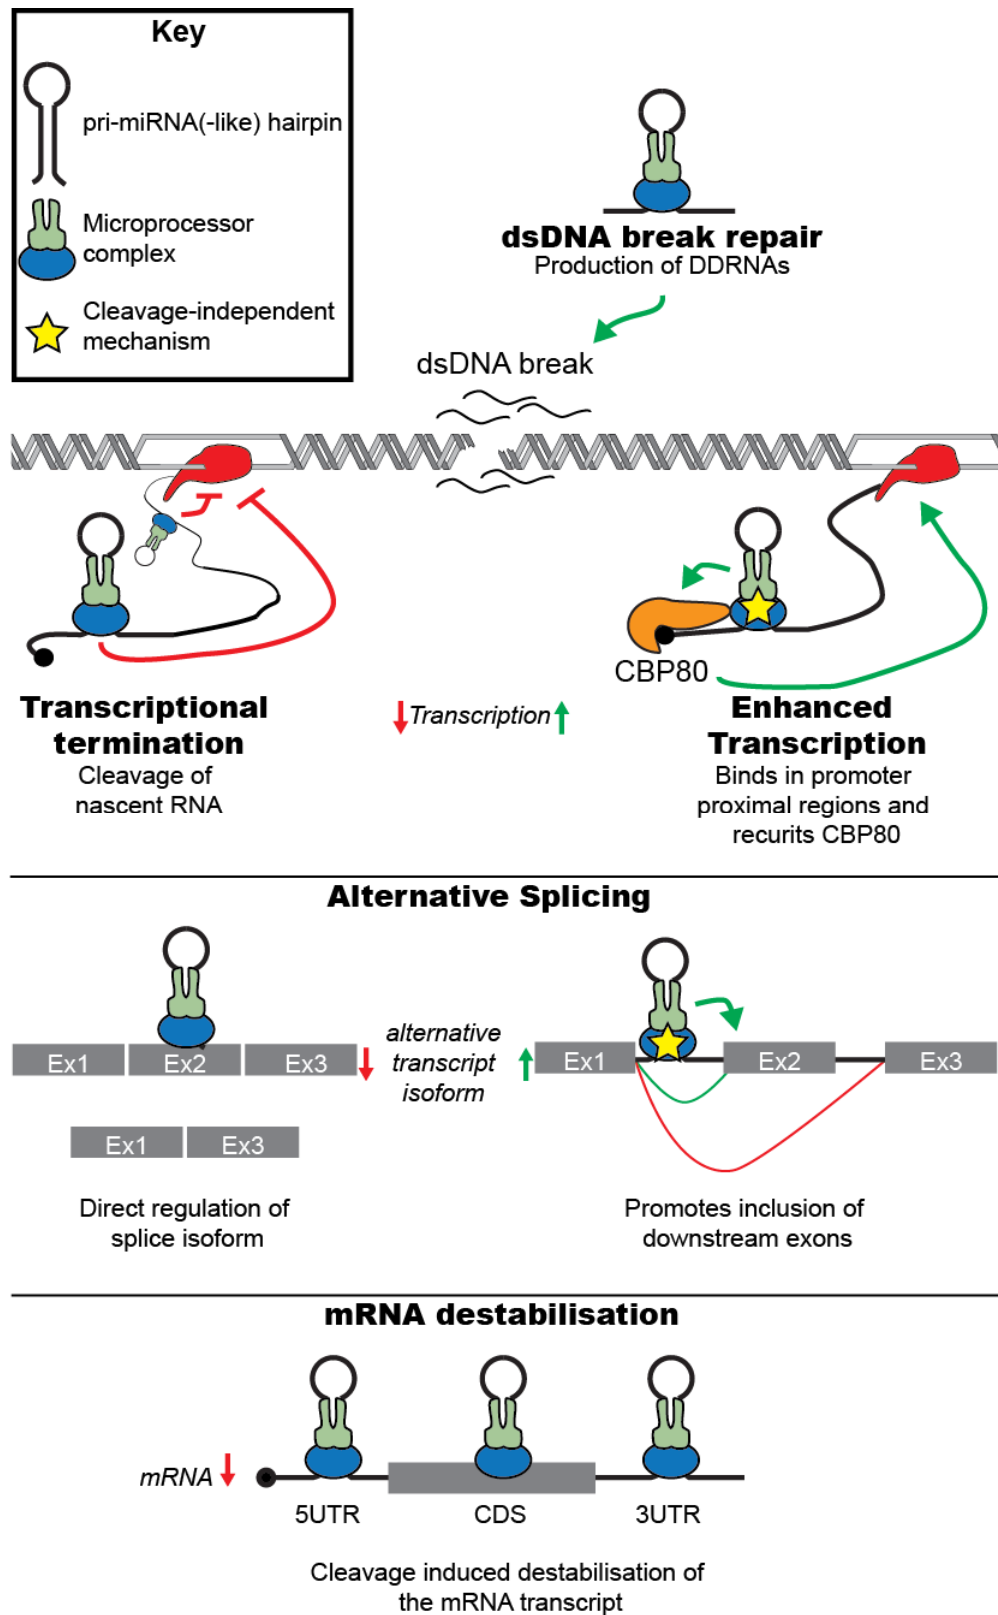 Key
pri-miRNA(-like) hairpin
Microprocessor
complex
Cleavage-independent
mechanism
dsDNA break repair
Production of DDRNAs
dsDNA break
CBP80
Transcriptional
termination
Cleavage of
nascent RNA
Transcription
Enhanced
Transcription
Binds in promoter
proximal regions and
recurits CBP80
Alternative Splicing
Ex1 Ex2 Ex3
alternative
transcript
isoform
Ex1 Ex2 Ex3
Ex1 Ex3
Direct regulation of
splice isoform
Promotes inclusion of
downstream exons
mRNA destabilisation
mRNA
5UTR CDS 3UTR
Cleavage induced destabilisation of
the mRNA transcript